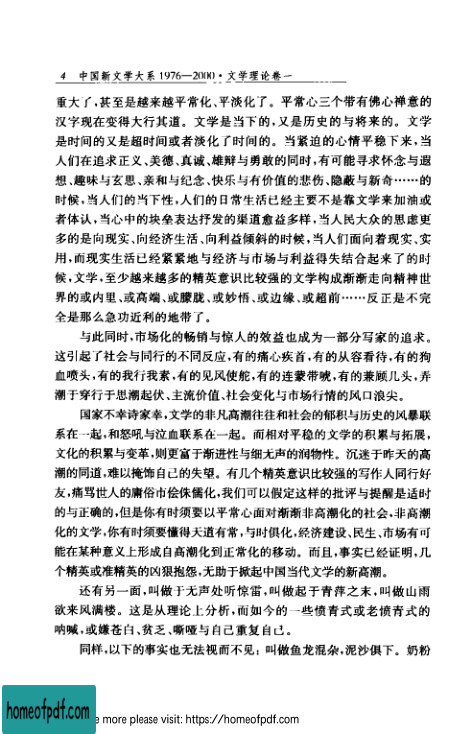 4 中国新文学大系1976—2000·文学理论卷一
重大了,甚至是越来越平常化、平淡化了。平常心三个带有佛心禅意的
汉字现在变得大行其道。文学是当下的,又是历史的与将来的。文学
是时间的又是超时间或者淡化了时间的。当紧迫的心情平稳下来,当
人们在追求正义、美德、真诚、雄辩与勇敢的同时,有可能寻求怀念与遐
想、趣味与玄思、亲和与纪念、快乐与有价值的悲伤、隐蔽与新奇……的
时候,当人们的当下性,人们的日常生活已经主要不是靠文学来加油或
者体认,当心中的块垒表达抒发的渠道愈益多样,当人民大众的思虑更
多的是向现实、向经济生活、向利益倾斜的时候,当人们面向着现实、实
用,而现实生活已经紧紧地与经济与市场与利益得失结合起来了的时
候,文学,至少越来越多的精英意识比较强的文学构成渐渐走向精神世
界的或内里、或高端、或朦胧、或妙悟、或边缘、或超前……反正是不完
全是那么急功近利的地带了。
与此同时,市场化的畅销与惊人的效益也成为一部分写家的追求。
这引起了社会与同行的不同反应,有的痛心疾首,有的从容看待,有的狗
血喷头,有的我行我素,有的见风使舵,有的连蒙带唬,有的兼顾几头,弄
潮于穿行于思潮起伏、主流价值、社会变化与市场行情的风口浪尖。
国家不幸诗家幸,文学的非凡高潮往往和社会的郁积与历史的风暴联
系在一起,和怒吼与泣血联系在一起。而相对平稳的文学的积累与拓展,
文化的积累与变革,则更富于渐进性与细无声的润物性。沉迷于昨天的高
潮的同道,难以掩饰自己的失望。有几个精英意识比较强的写作人同行好
友,痛骂世人的庸俗市侩侏儒化,我们可以假定这样的批评与提醒是适时
的与正确的,但是你有时须要以平常心面对渐渐非高潮化的社会,非高潮
化的文学,你有时须要懂得天道有常,与时俱化,经济建设、民生、市场有可
能在某种意义上形成自高潮化到正常化的移动。而且,事实已经证明,几
个精英或准精英的凶狠抱怨,无助于掀起中国当代文学的新高潮。
还有另一面,叫做于无声处听惊雷,叫做起于青萍之末,叫做山雨
欲来风满楼。这是从理论上分析,而如今的一些愤青式或老愤青式的
呐喊,或嫌苍白、贫乏、嘶哑与自己重复自己。
同样,以下的事实也无法视而不见:叫做鱼龙混杂,泥沙俱下。奶粉
homeofpdf.com
e more please visit: https://homeofpdf.com